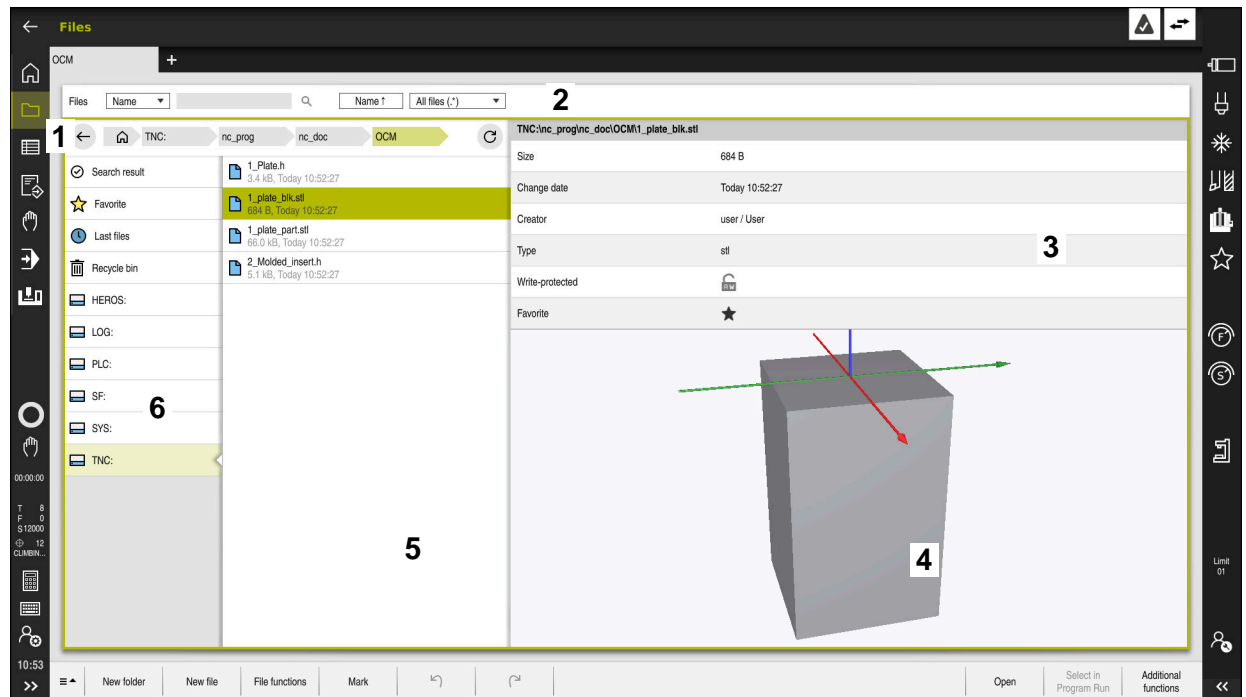 Files
OCM
+
Files Name Name ↑ All files (.*) 2
1 TNC: nc_prog nc_doc OCM
Search result
Favorite
Last files
Recycle bin
HEROS:
LOG:
PLC:
SF:
6
SYS:
TNC:
1_Plate.h
3.4 kB, Today 10:52:27
1_plate_blk.stl
684 B, Today 10:52:27
1_plate_part.stl
66.0 kB, Today 10:52:27
2_Molded_insert.h
5.1 kB, Today 10:52:27
5
TNC:\nc_prog\nc_doc\OCM\1_plate_blk.stl
Size 684 B
Change date Today 10:52:27
Creator user / User
Type stl
3
Write-protected RW
Favorite
4
00:00:00
T 8
F 0
S12000
12
CLIMBIN...
10:53
>>
F
S
Limit
01
<<
New folder New file File functions Mark Open Select in Program Run Additional functions